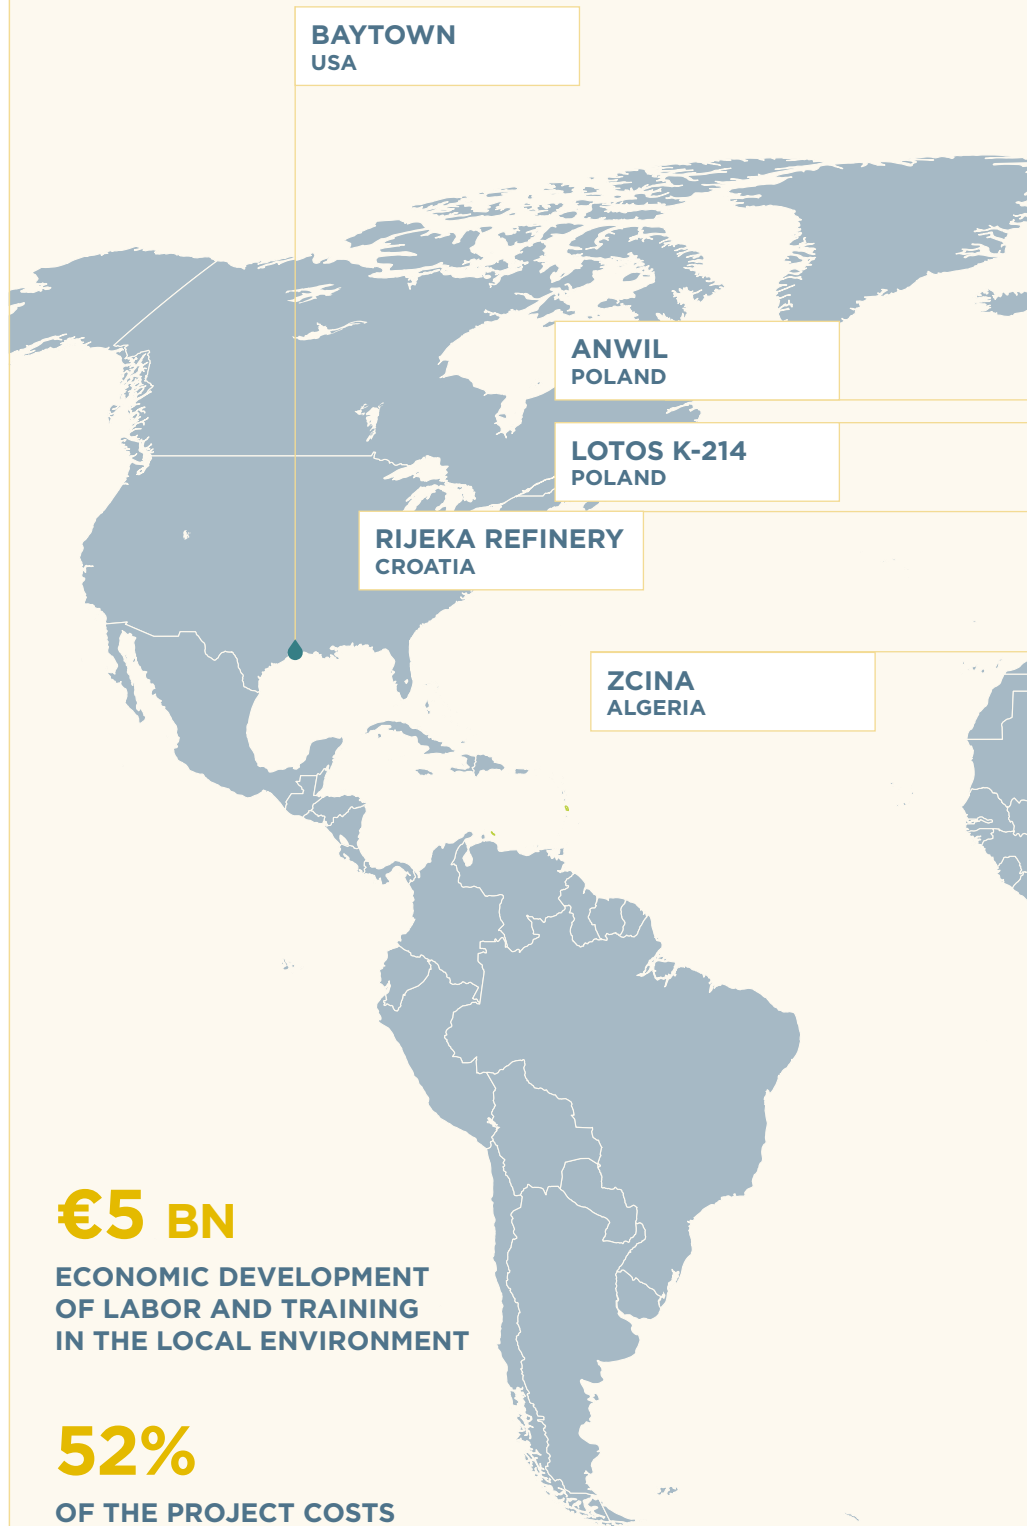 BAYTOWN
USA
ANWIL
POLAND
LOTOS K-214
POLAND
RIJEKA REFINERY
CROATIA
ZCINA
ALGERIA
€5 BN
ECONOMIC DEVELOPMENT
OF LABOR AND TRAINING
IN THE LOCAL ENVIRONMENT
52%
OF THE PROJECT COSTS